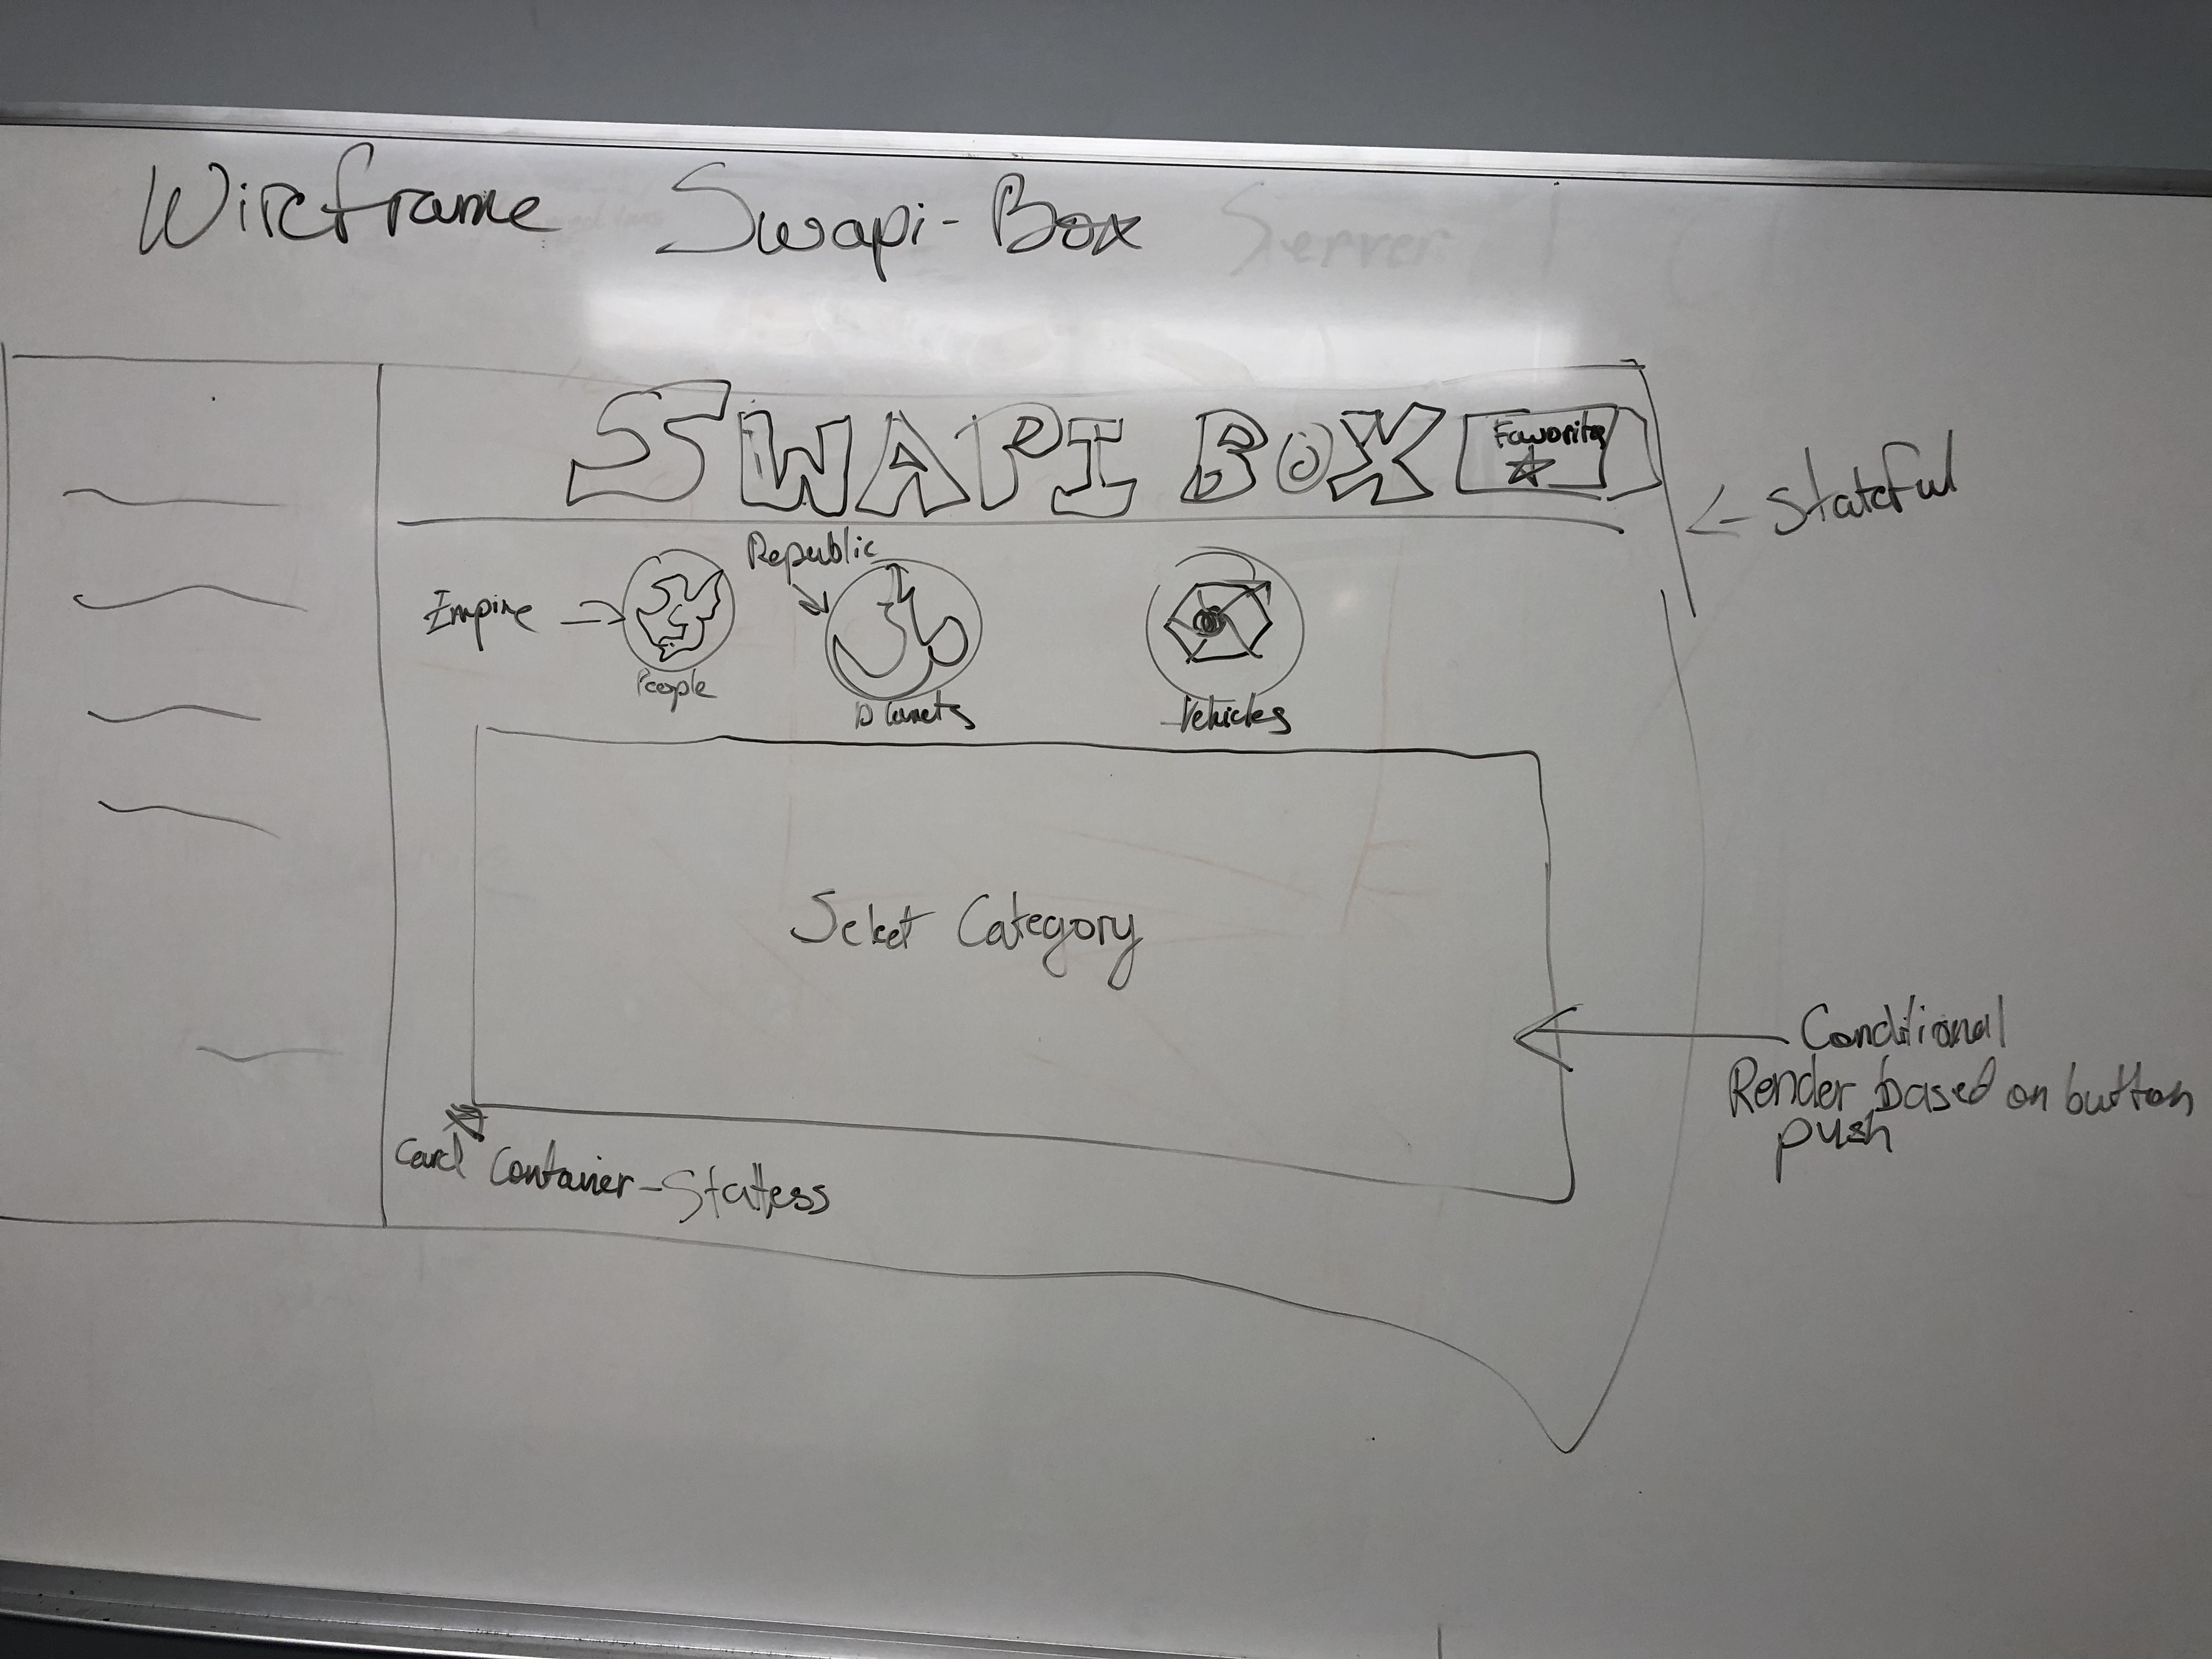 Wireframe Swapi-Box
Server
SWAPI BOX
Favorites
<- Stateful
Republic
Empire
People
Planets
Vehicles
Select Category
Conditional
Render based on button
push
Card Container-Statless